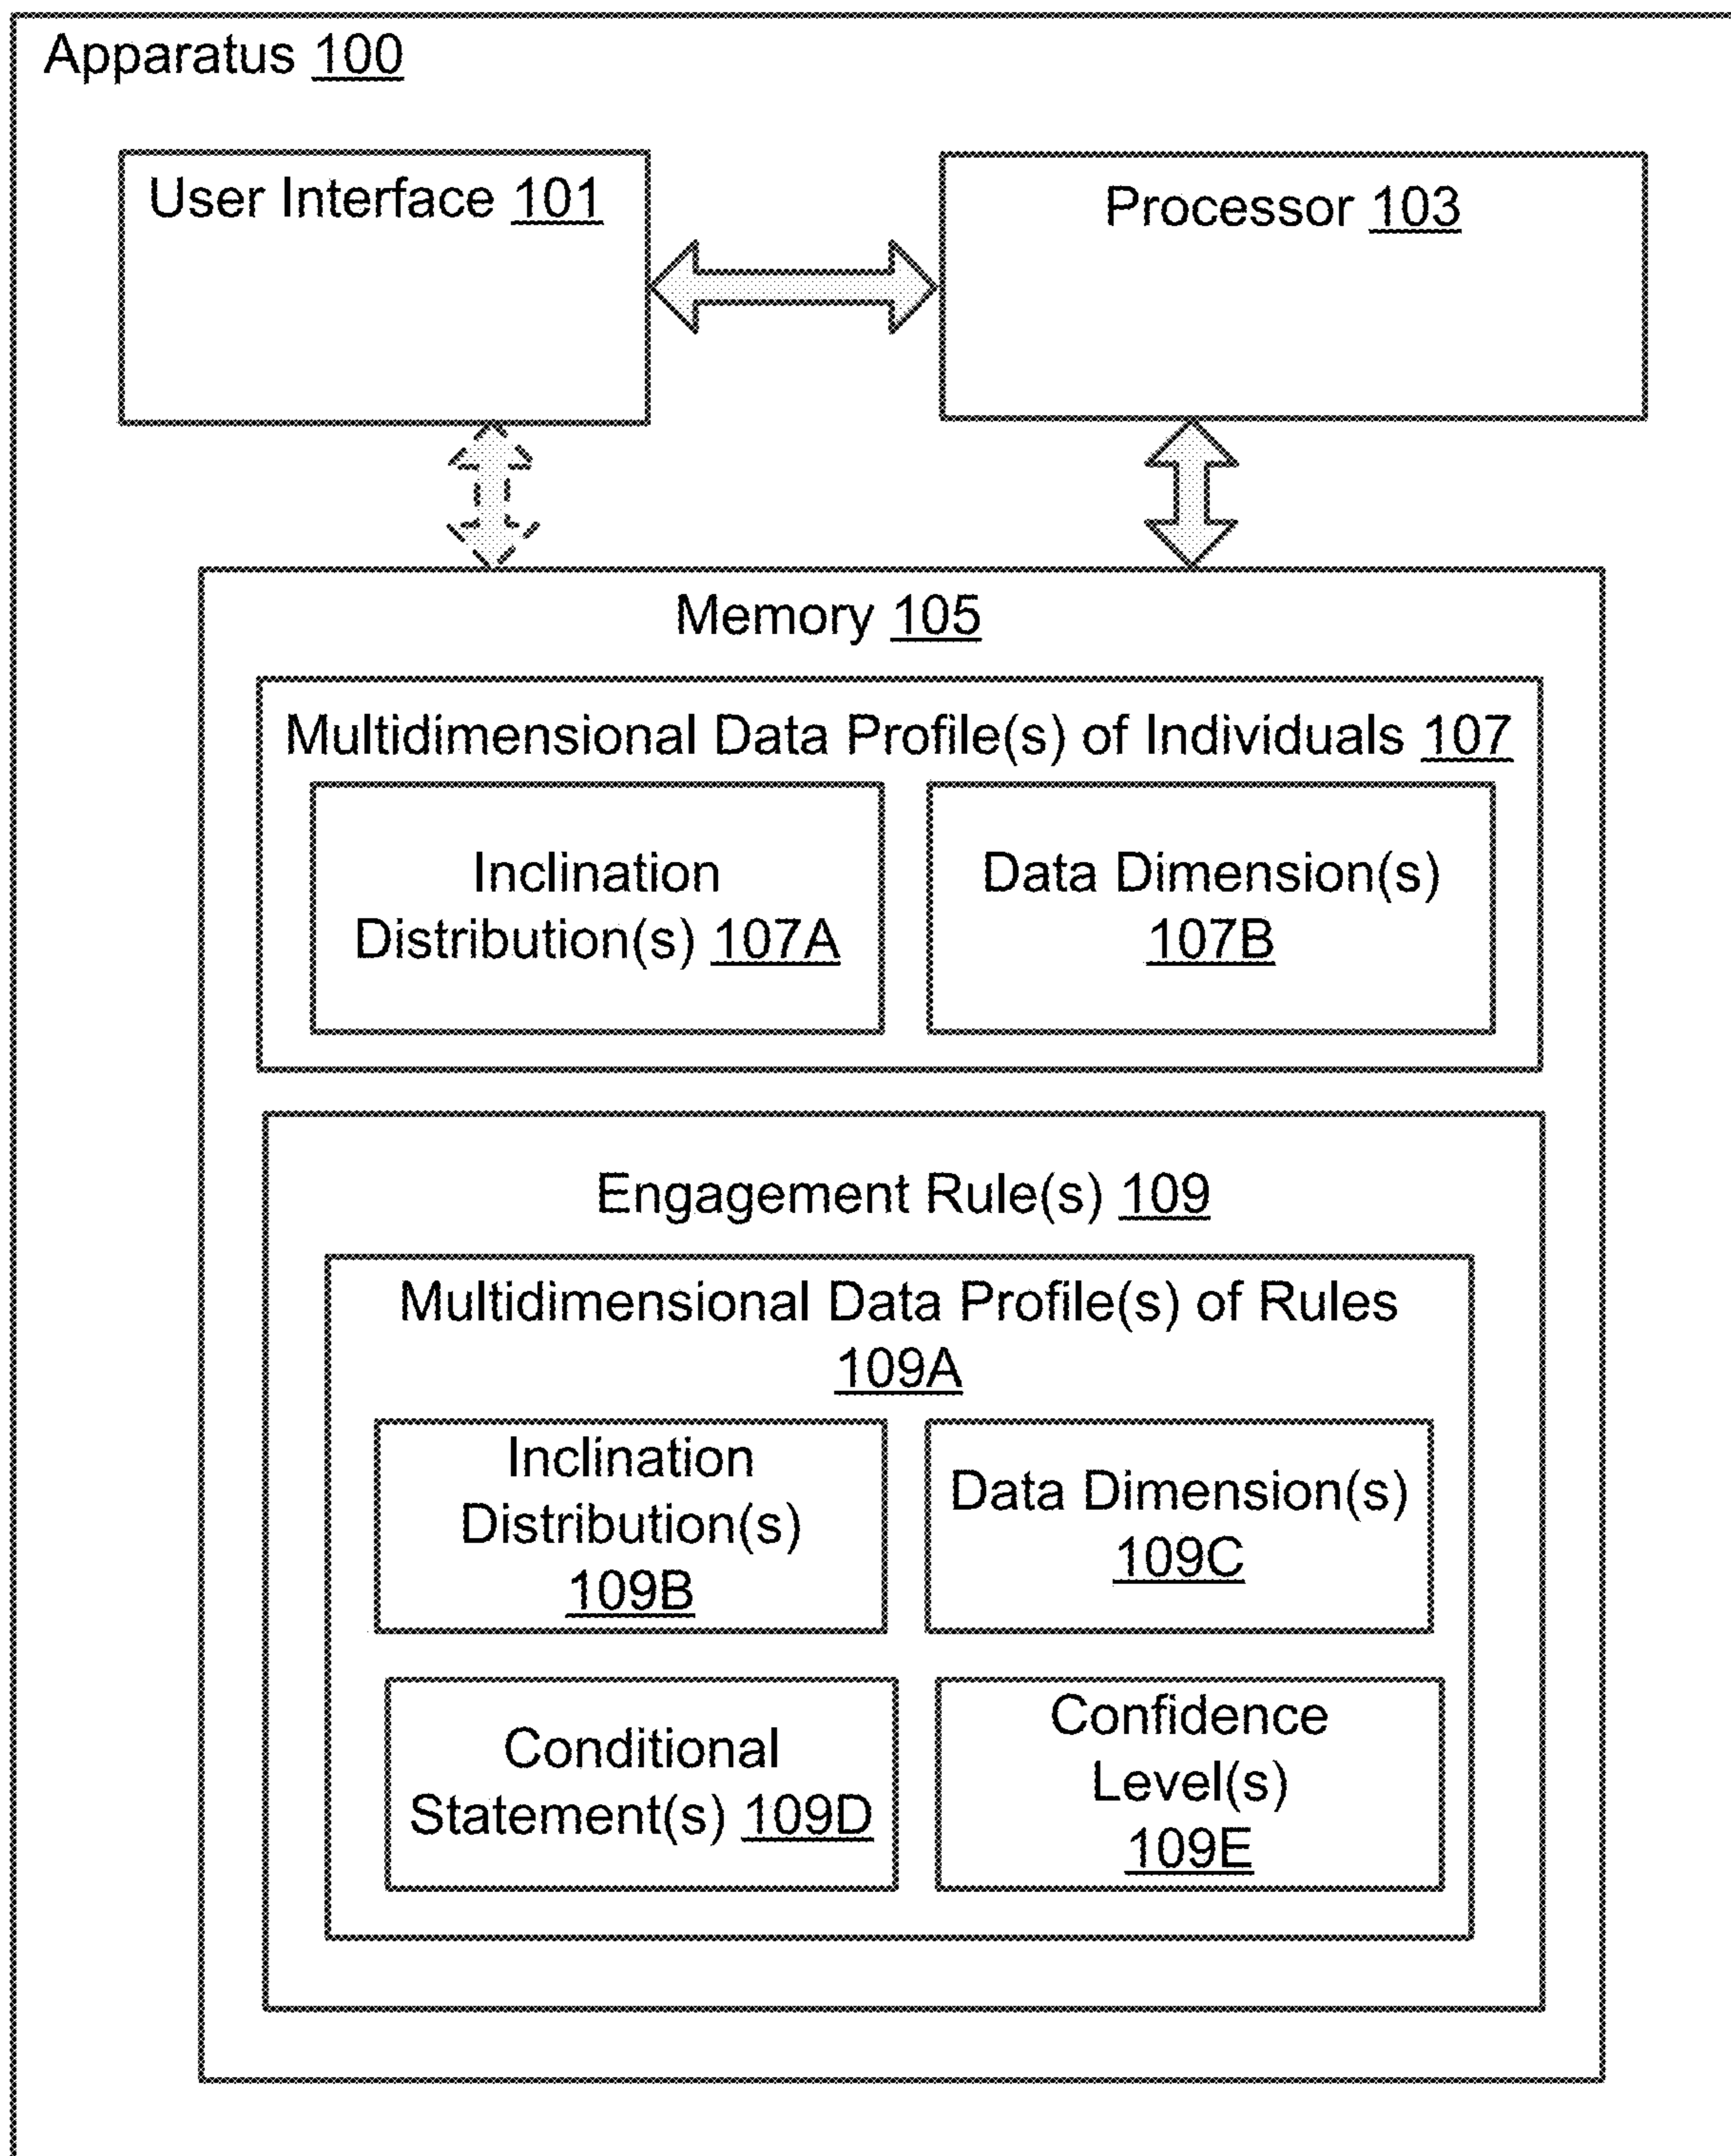 Apparatus 100
User Interface 101
Processor 103
Memory 105
Multidimensional Data Profile(s) of Individuals 107
Inclination
Distribution(s) 107A
Data Dimension(s)
107B
Engagement Rule(s) 109
Multidimensional Data Profile(s) of Rules
109A
Inclination
Distribution(s)
109B
Data Dimension(s)
109C
Conditional
Statement(s) 109D
Confidence
Level(s)
109E